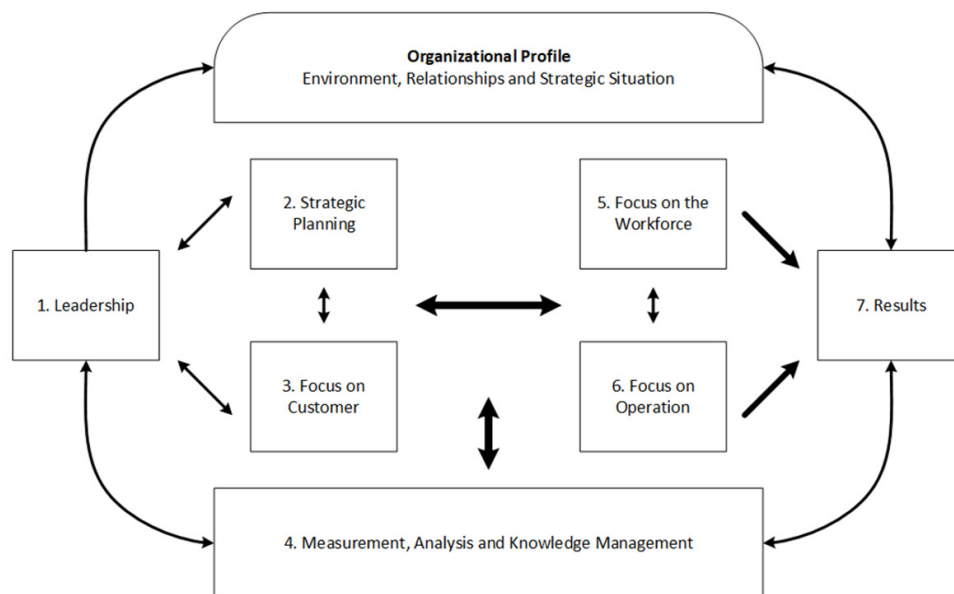 Organizational Profile
Environment, Relationships and Strategic Situation
2. Strategic
Planning
5. Focus on the
Workforce
1. Leadership
7. Results
3. Focus on
Customer
6. Focus on
Operation
4. Measurement, Analysis and Knowledge Management